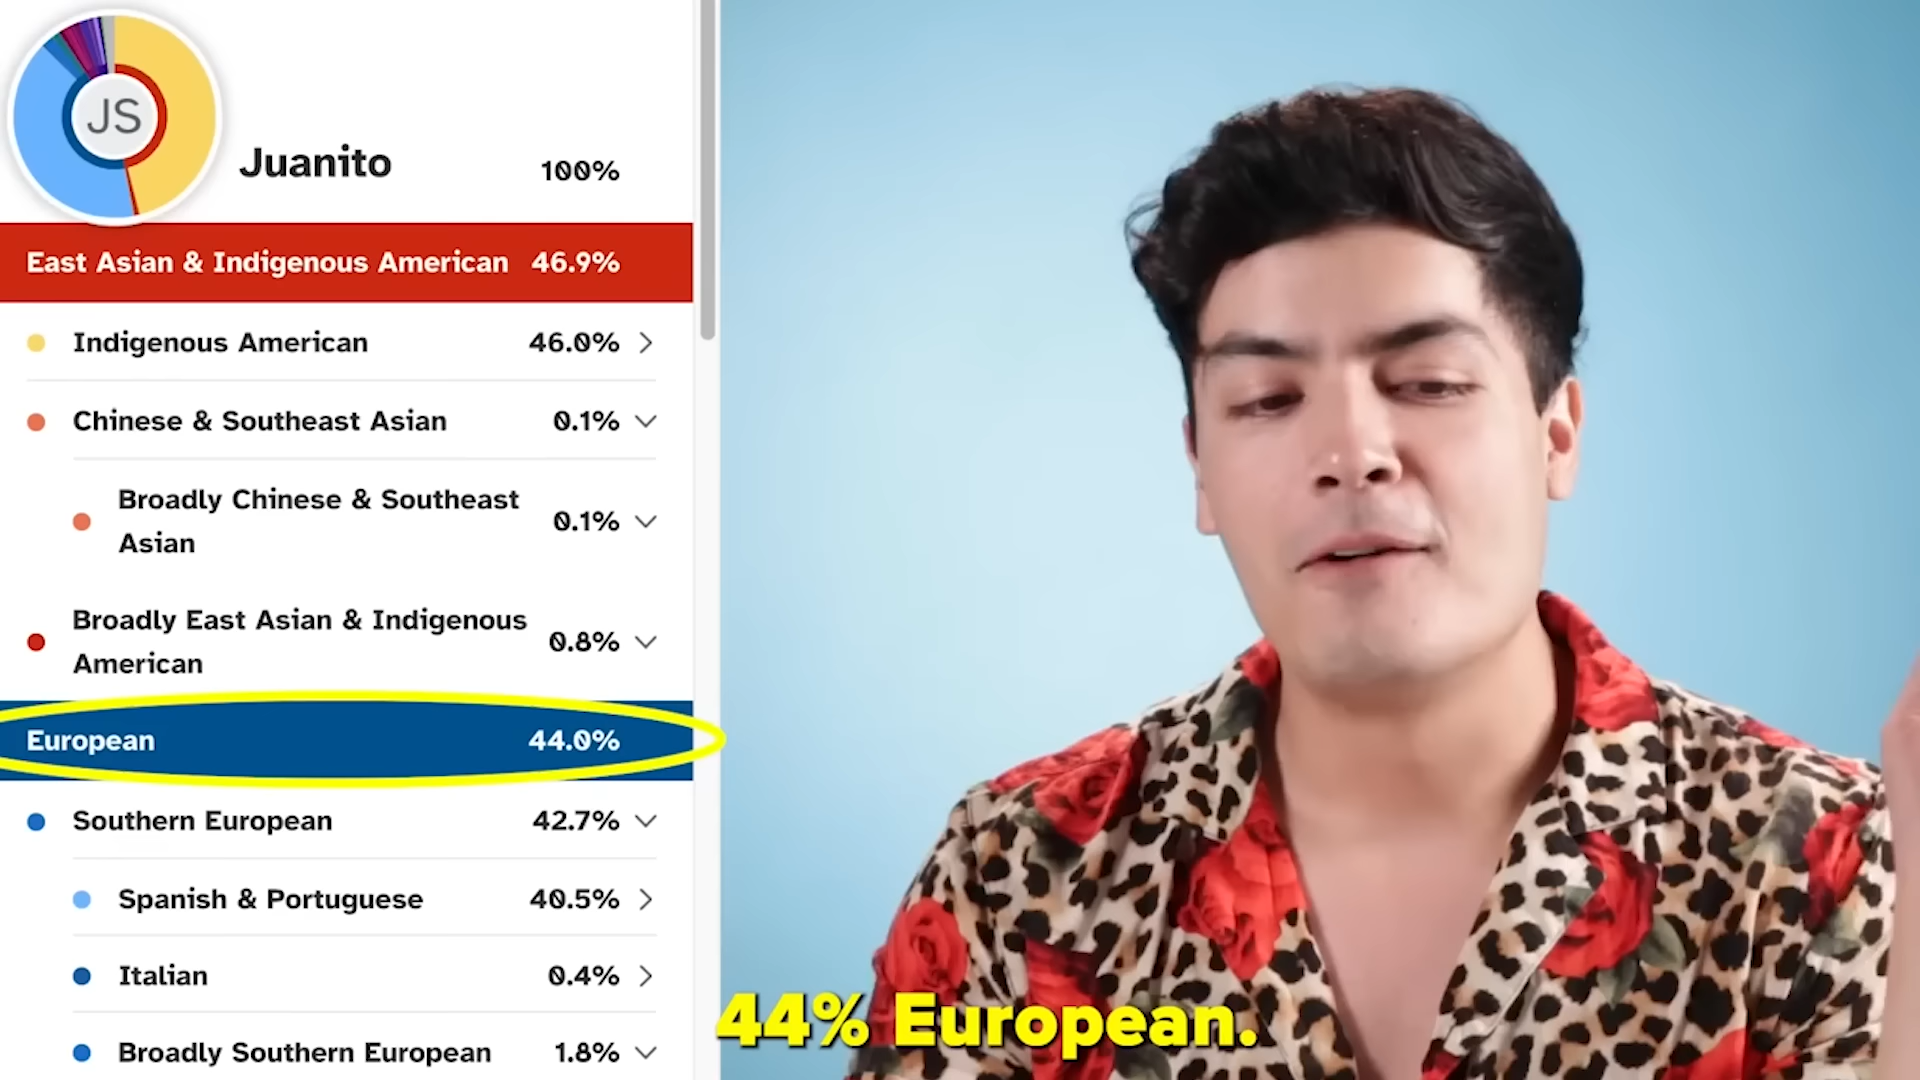 JS
Juanito 100%
East Asian & Indigenous American 46.9%
Indigenous American 46.0%
Chinese & Southeast Asian 0.1%
Broadly Chinese & Southeast
Asian 0.1%
Broadly East Asian & Indigenous
American 0.8%
European 44.0%
Southern European 42.7%
Spanish & Portuguese 40.5%
Italian 0.4%
Broadly Southern European 1.8%
44% European.